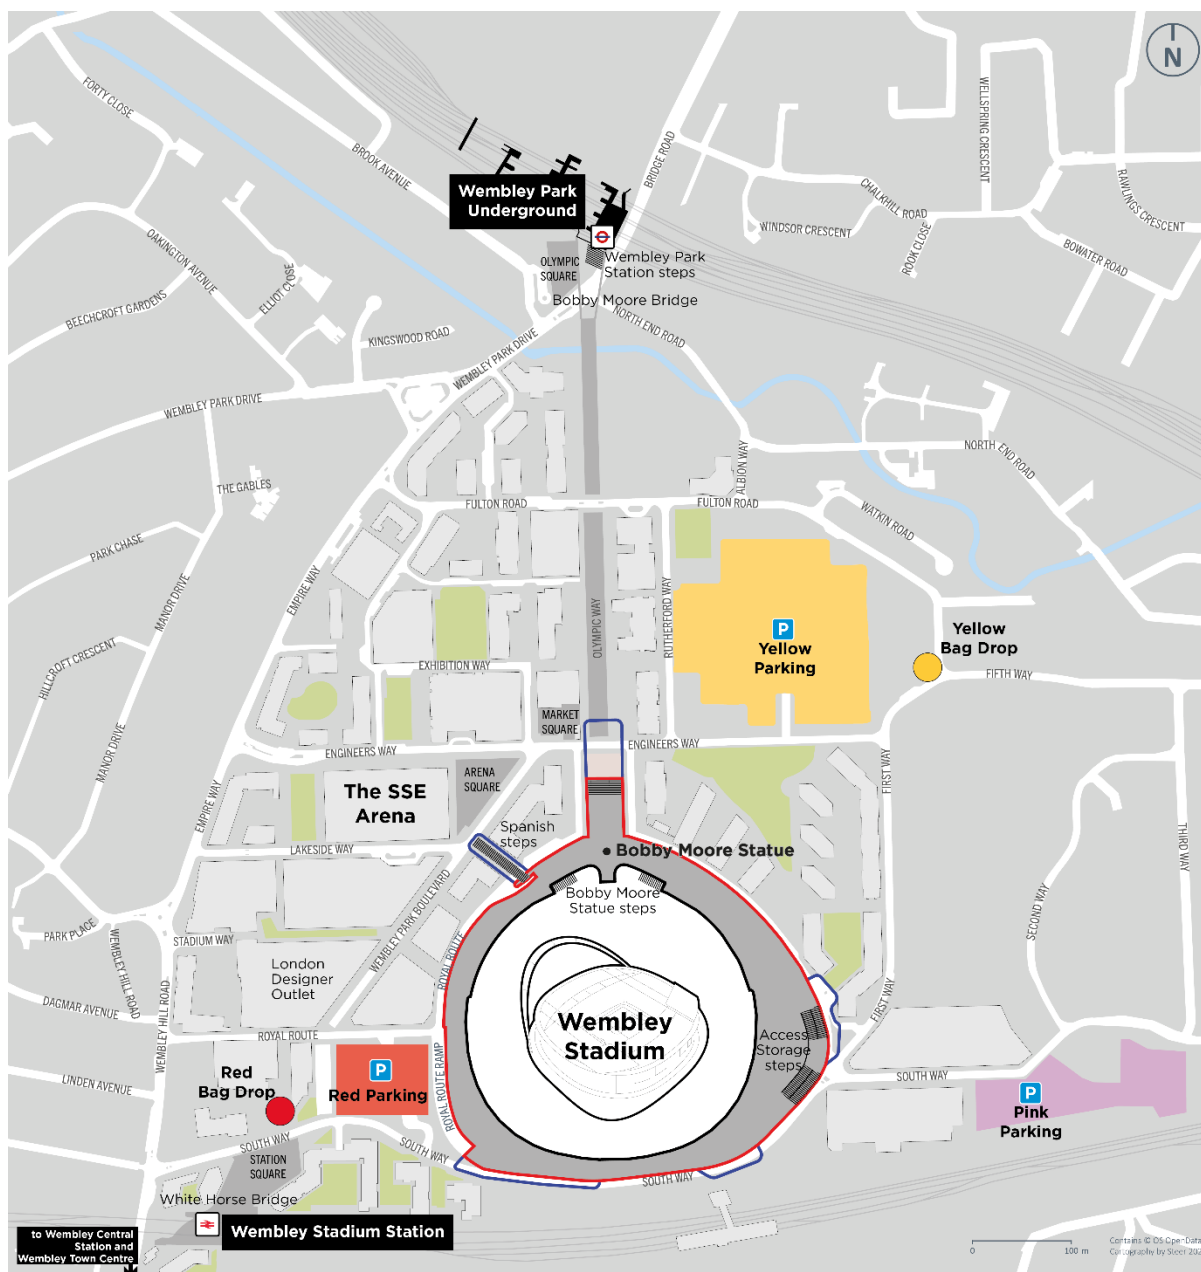 N
FORTY CLOSE
BROOK AVENUE
BRIDGE ROAD
WELLSPRING CRESCENT
RAWLINGS CRESCENT
CHALKHILL ROAD
WINDSOR CRESCENT
ROOK CLOSE
BOWATER ROAD
Wembley Park
Underground
OAKINGTON AVENUE
ELLIOT CLOSE
BEECHCROFT GARDENS
KINGSWOOD ROAD
OLYMPIC
SQUARE
Wembley Park
Station steps
Bobby Moore Bridge
NORTH END ROAD
WEMBLEY PARK DRIVE
WEMBLEY PARK DRIVE
THE GABLES
ALBION WAY
NORTH
END ROAD
FULTON ROAD
FULTON ROAD
WATKIN ROAD
PARK CHASE
MANOR DRIVE
EMPIRE WAY
OLYMPIC WAY
RUTHERFORD WAY
P
Yellow
Parking
Yellow
Bag Drop
FIFTH WAY
HILLCROFT CRESCENT
EXHIBITION WAY
MARKET
SQUARE
MANOR DRIVE
ENGINEERS WAY
ENGINEERS WAY
FIRST WAY
ARENA
SQUARE
The SSE
Arena
EMPIRE WAY
Spanish
steps
LAKESIDE WAY
Bobby Moore Statue
THIRD WAY
Bobby Moore
Statue steps
WEMBLEY PARK BOULEVARD
SECOND WAY
PARK PLACE
WEMBLEY HILL ROAD
STADIUM WAY
ROYAL ROUTE
London
Designer
Outlet
DAGMAR AVENUE
WEMBLEY HILL ROAD
ROYAL ROUTE
Wembley
Stadium
Access
Storage
steps
FIRST WAY
LINDEN AVENUE
Red
Bag Drop
P
Red Parking
ROYAL ROUTE RAMP
SOUTH WAY
P
Pink
Parking
SOUTH WAY
SOUTH WAY
STATION
SQUARE
SOUTH WAY
White Horse Bridge
Wembley Stadium Station
to Wembley Central
Station and
Wembley Town Centre
0
100 m
Contains © OS OpenData
Cartography by Steer